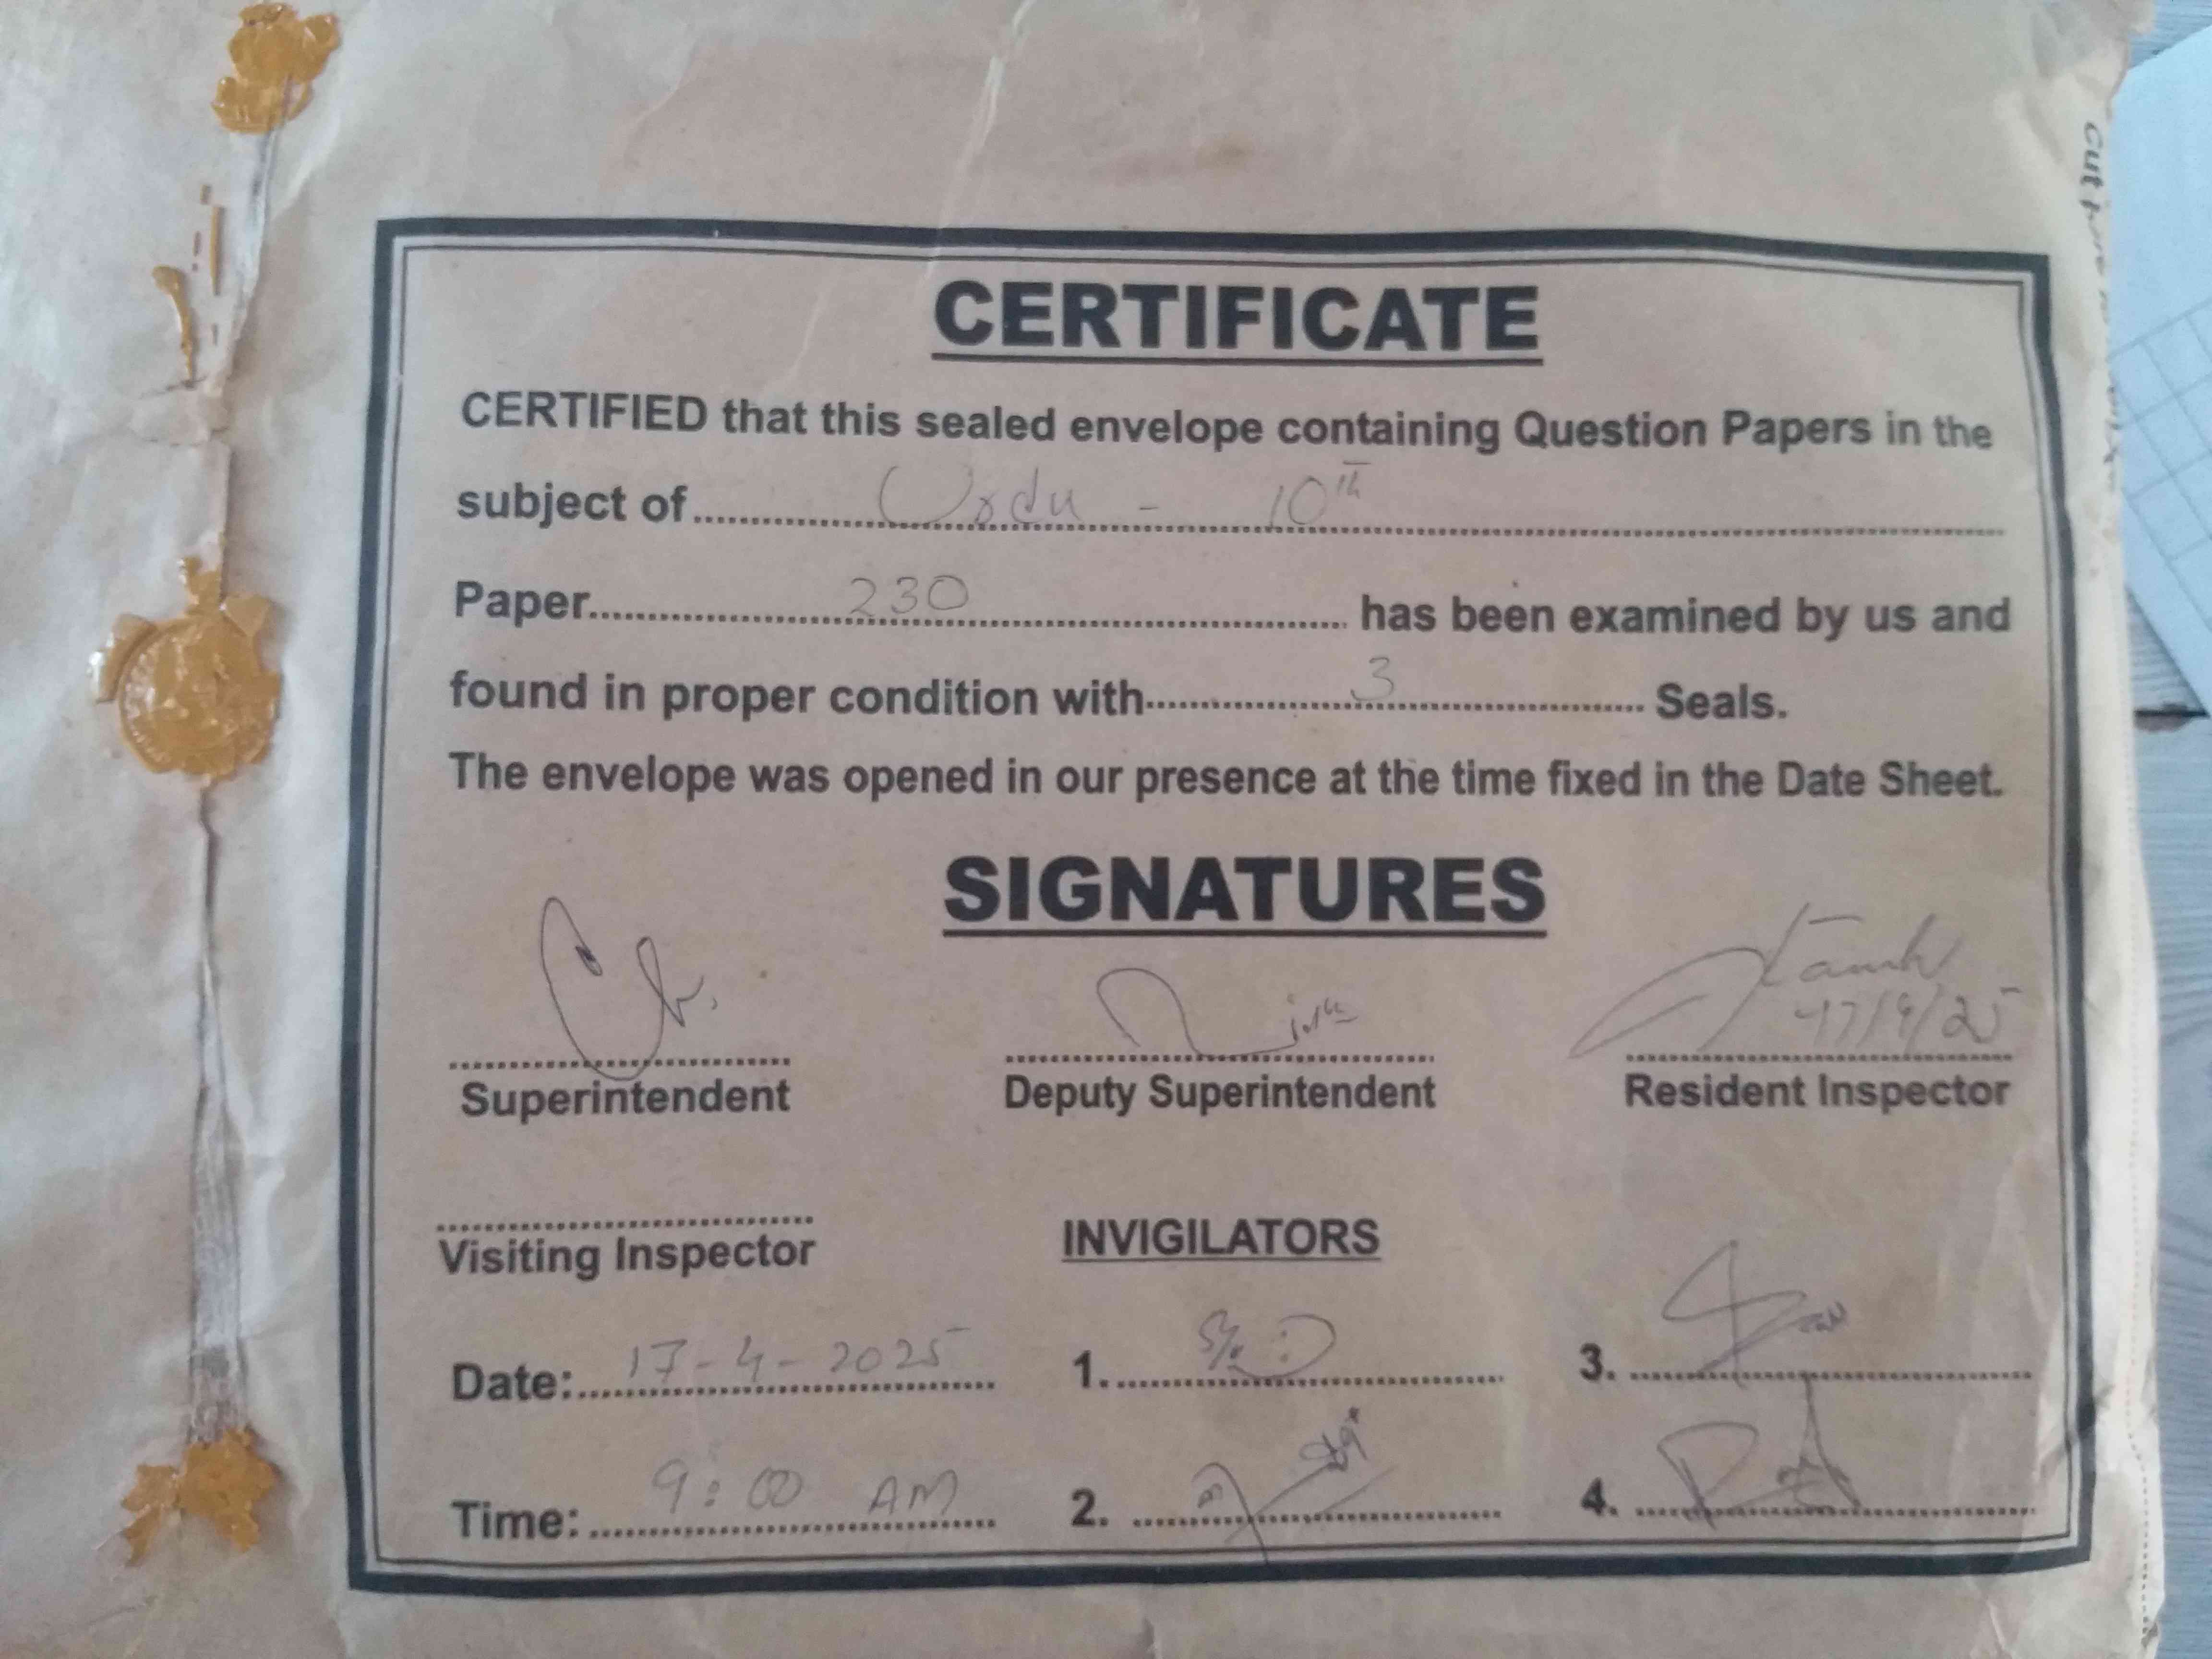 CERTIFICATE
CERTIFIED that this sealed envelope containing Question Papers in the
subject of Urdu - 10th
Paper 230 has been examined by us and
found in proper condition with 3 Seals.
The envelope was opened in our presence at the time fixed in the Date Sheet.
SIGNATURES
17/4/25
Superintendent Deputy Superintendent Resident Inspector
Visiting Inspector INVIGILATORS
Date: 17-4-2025 1. 3.
Time: 9:00 AM 2. 4.
cut